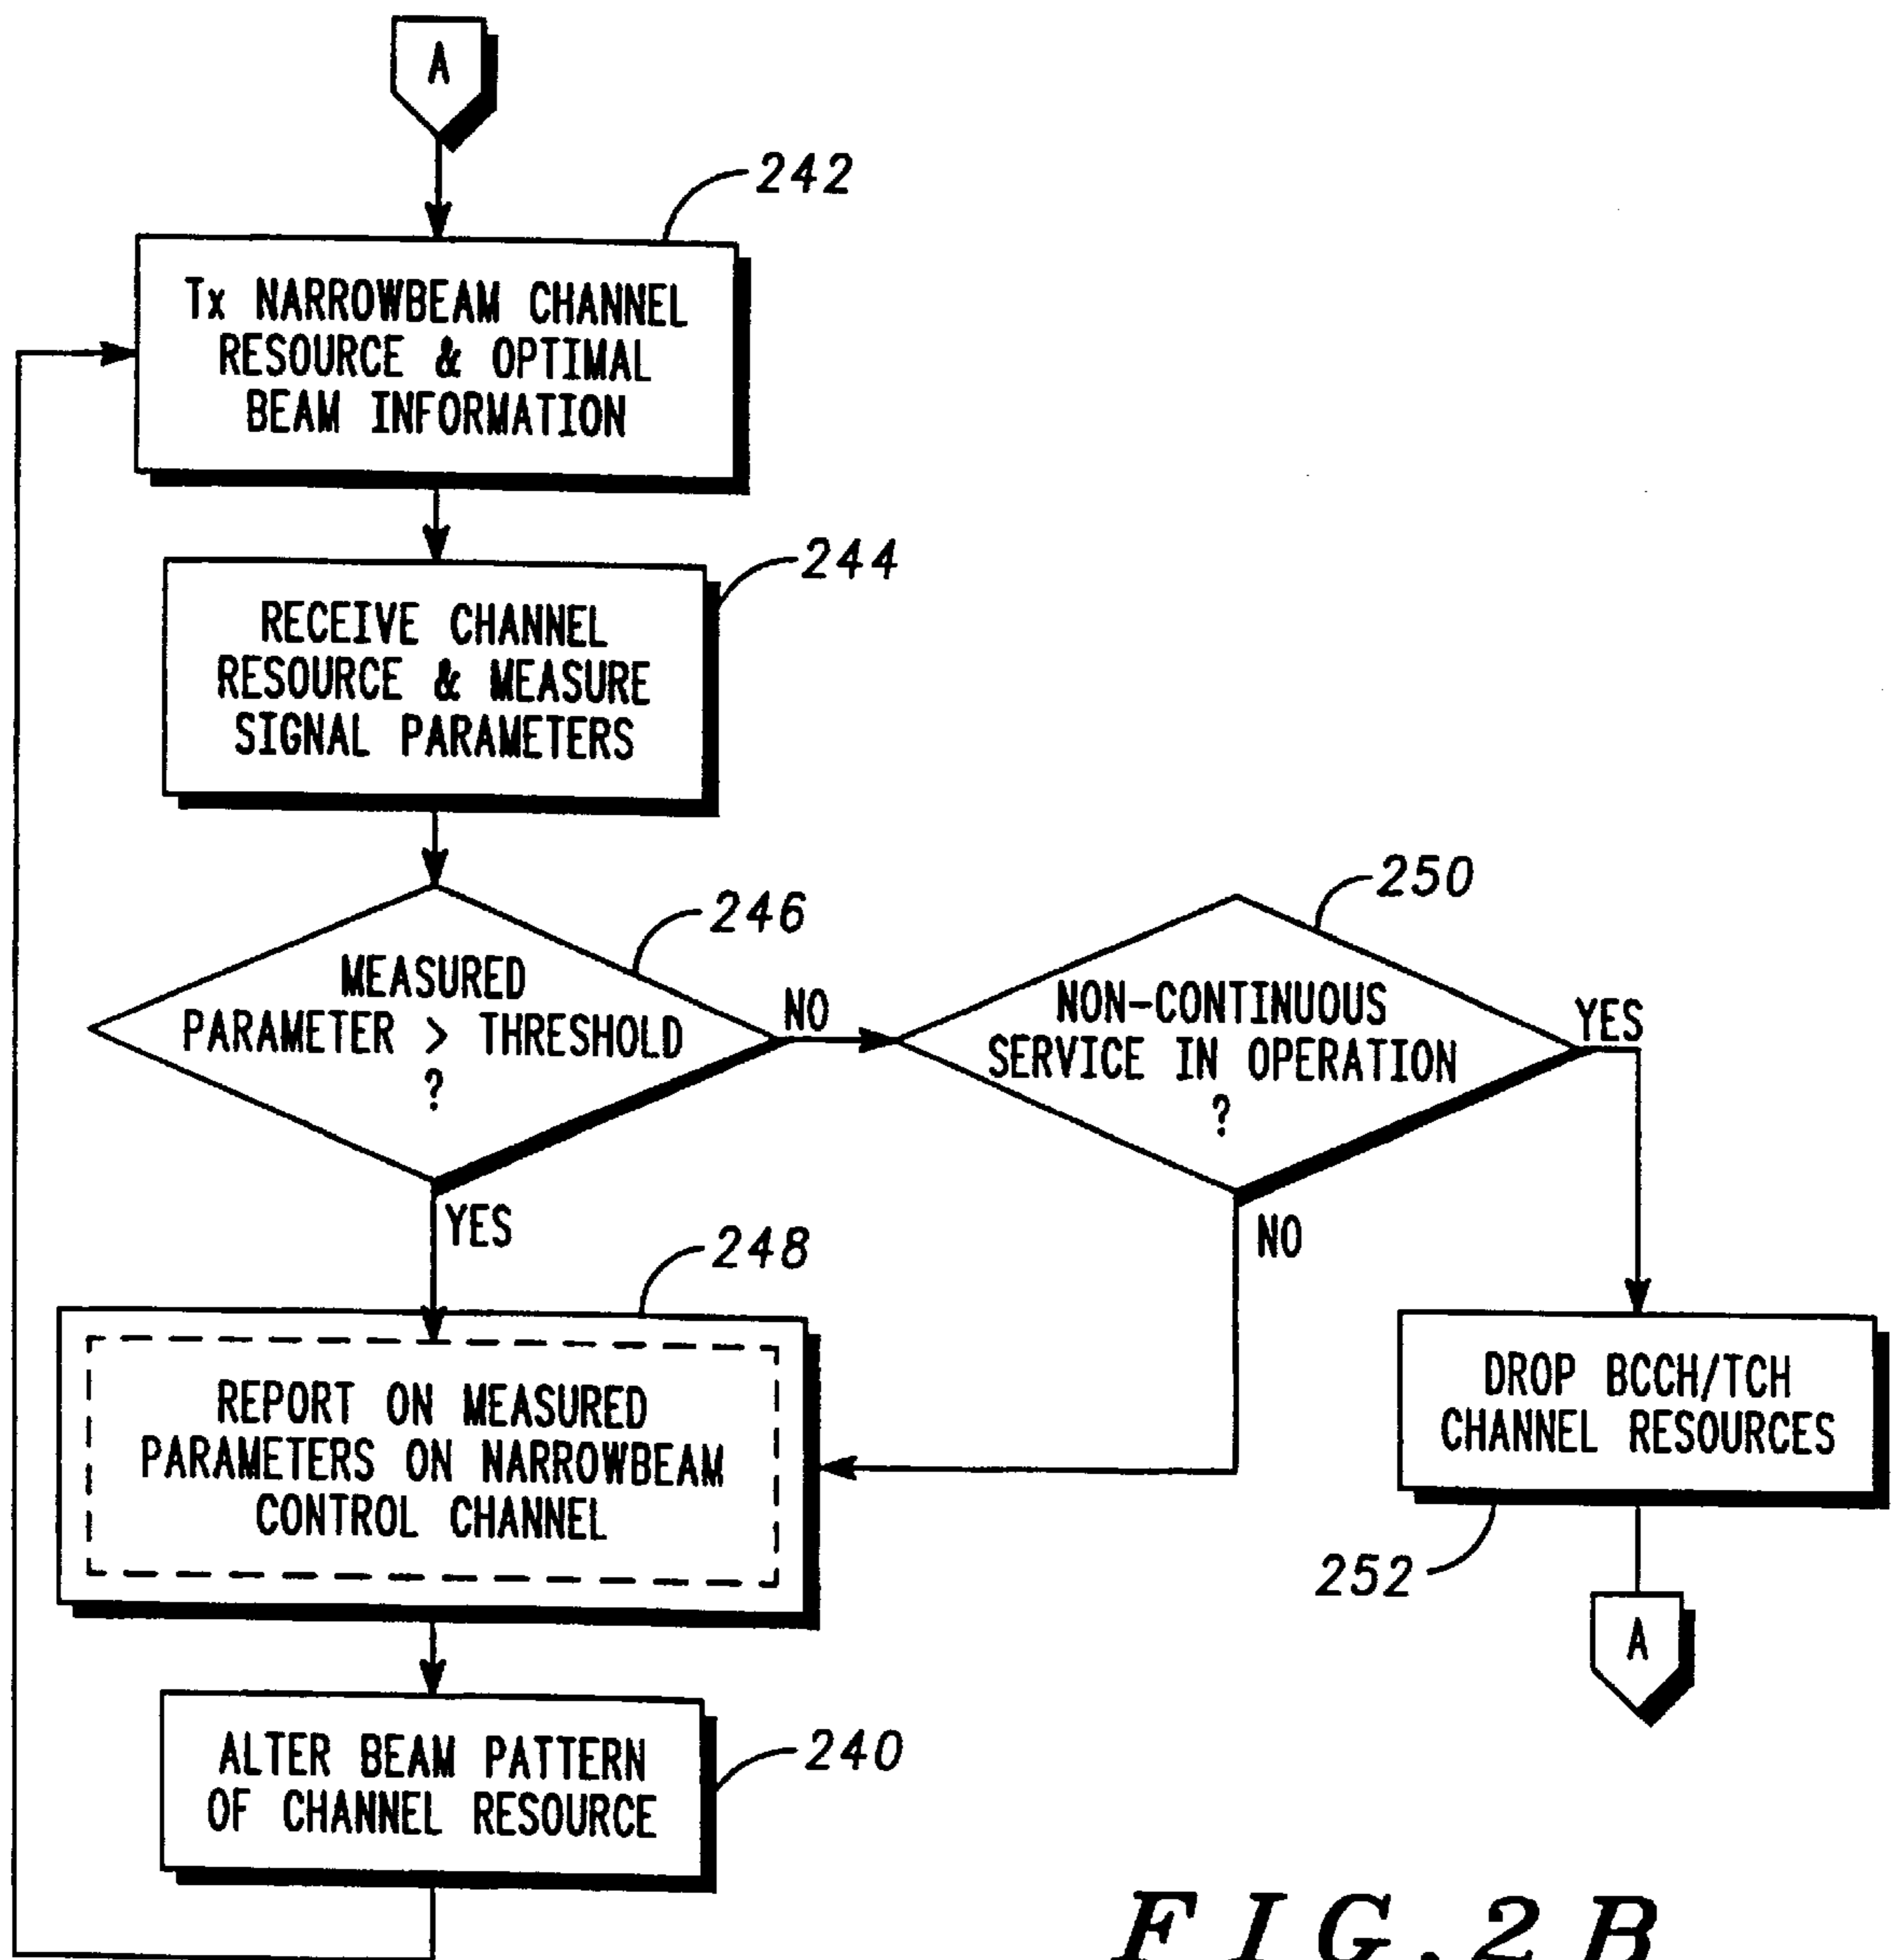 A
242
Tx NARROWBEAM CHANNEL
RESOURCE & OPTIMAL
BEAM INFORMATION
244
RECEIVE CHANNEL
RESOURCE & MEASURE
SIGNAL PARAMETERS
246
MEASURED
PARAMETER > THRESHOLD
?
NO
YES
250
NON-CONTINUOUS
SERVICE IN OPERATION
?
YES
NO
248
REPORT ON MEASURED
PARAMETERS ON NARROWBEAM
CONTROL CHANNEL
DROP BCCH/TCH
CHANNEL RESOURCES
252
A
240
ALTER BEAM PATTERN
OF CHANNEL RESOURCE
FIG. 2B